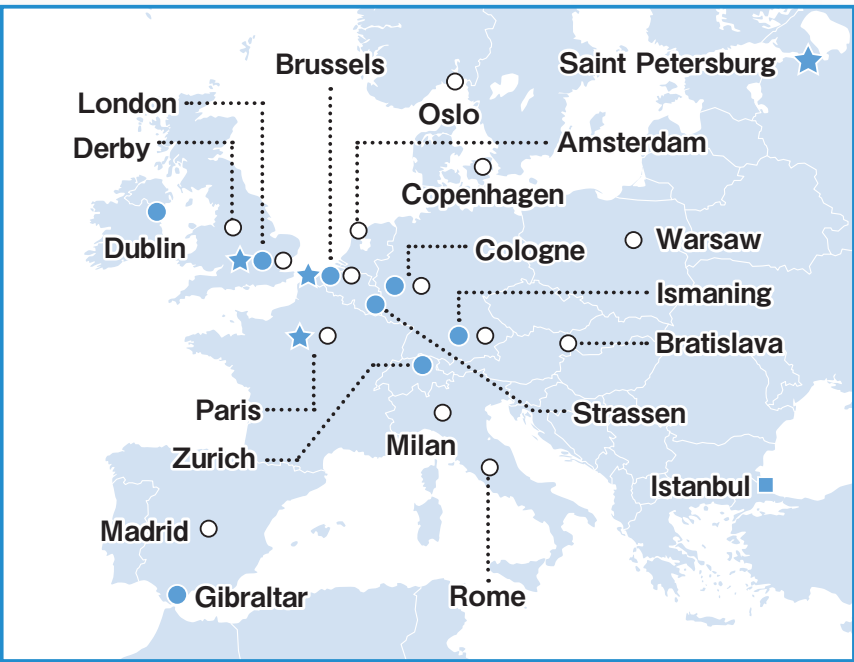 Brussels
Saint Petersburg
London
Oslo
Derby
Amsterdam
Copenhagen
Dublin
Cologne
Warsaw
Ismaning
Bratislava
Paris
Strassen
Milan
Zurich
Istanbul
Madrid
Gibraltar
Rome